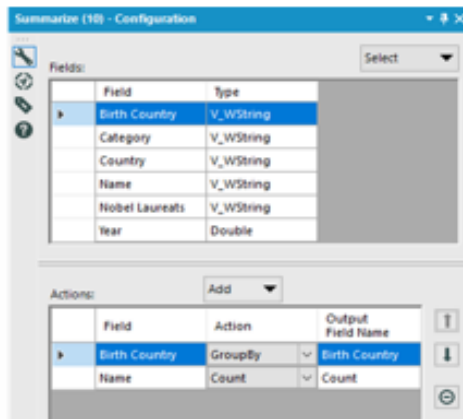 Summarize (10) - Configuration
Select
Fields:
Field Type
Birth Country V_WString
Category V_WString
Country V_WString
Name V_WString
Nobel Laureats V_WString
Year Double
Add
Actions:
Field Action Output Field Name
Birth Country GroupBy Birth Country
Name Count Count